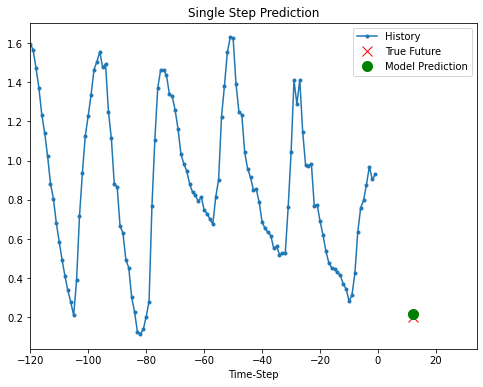 Single Step Prediction
History
True Future
Model Prediction
1.6
1.4
1.2
1.0
0.8
0.6
0.4
0.2
−120 −100 −80 −60 −40 −20 0 20
Time-Step